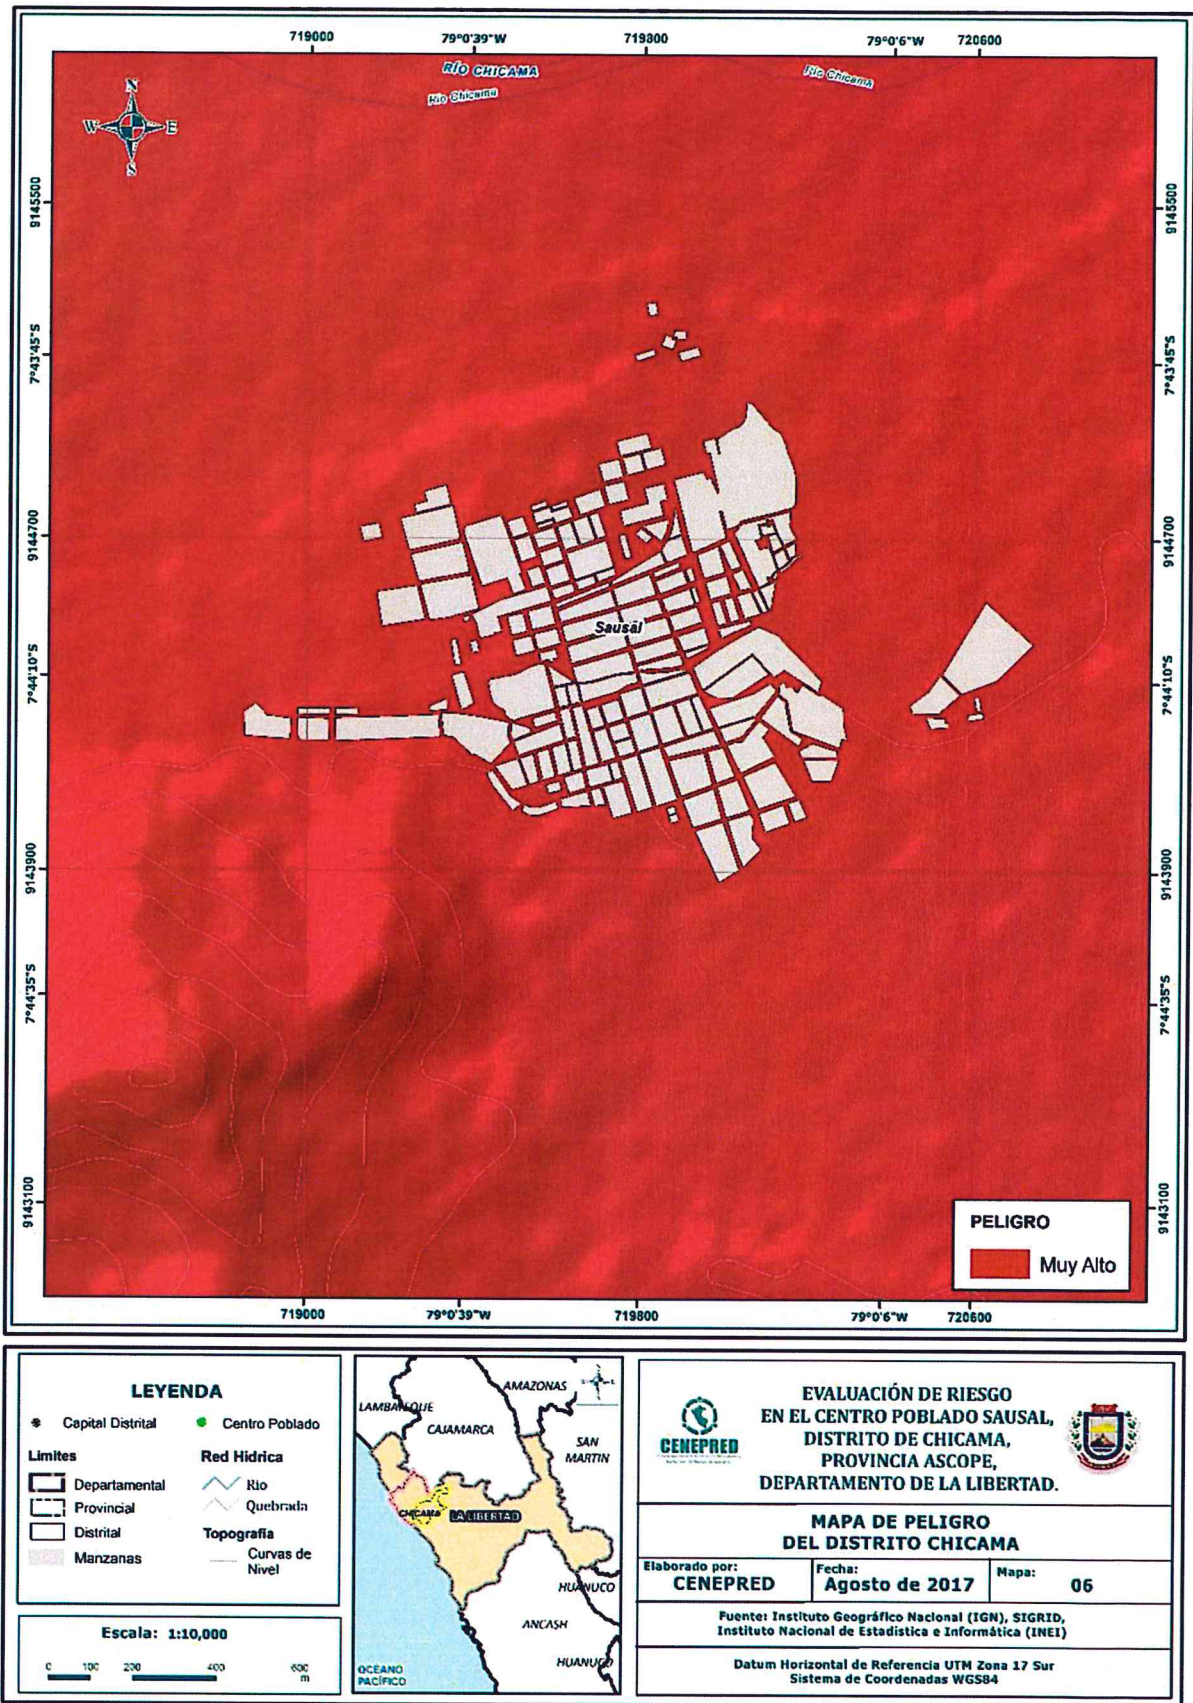 719000
79°0'39"W
719800
79°0'6"W
720600
RÍO CHICAMA
Río Chicama
Río Chicama
N
W
E
S
9145500
9145500
7°43'45"S
7°43'45"S
9144700
9144700
Sausal
7°44'10"S
7°44'10"S
9143900
9143900
7°44'35"S
7°44'35"S
9143100
9143100
PELIGRO
Muy Alto
719000
79°0'39"W
719800
79°0'6"W
720600
LEYENDA
Capital Distrital
Centro Poblado
Limites
Departamental
Provincial
Distrital
Manzanas
Red Hidrica
Río
Quebrada
Topografía
Curvas de
Nivel
Escala: 1:10,000
0 100 200 400 600
m
AMAZONAS
LAMBAYEQUE
CAJAMARCA
SAN
MARTIN
CHICAMA
LA LIBERTAD
HUANUCO
ANCASH
HUANUCO
OCÉANO
PACÍFICO
CENEPRED
EVALUACIÓN DE RIESGO
EN EL CENTRO POBLADO SAUSAL,
DISTRITO DE CHICAMA,
PROVINCIA ASCOPE,
DEPARTAMENTO DE LA LIBERTAD.
MAPA DE PELIGRO
DEL DISTRITO CHICAMA
Elaborado por:
CENEPRED
Fecha:
Agosto de 2017
Mapa:
06
Fuente: Instituto Geográfico Nacional (IGN), SIGRID,
Instituto Nacional de Estadística e Informática (INEI)
Datum Horizontal de Referencia UTM Zona 17 Sur
Sistema de Coordenadas WGS84